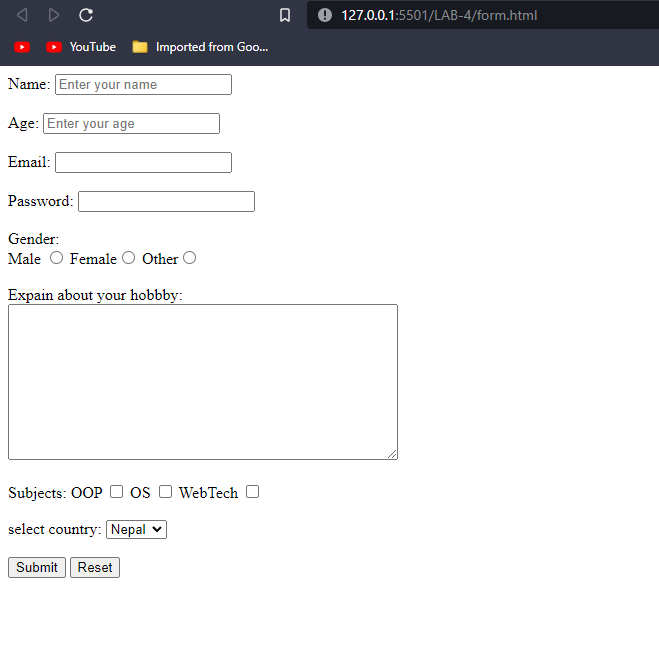 127.0.0.1:5501/LAB-4/form.html
YouTube Imported from Goo...
Name: Enter your name
Age: Enter your age
Email:
Password:
Gender:
Male Female Other
Expain about your hobbby:
Subjects: OOP OS WebTech
select country: Nepal
Submit Reset